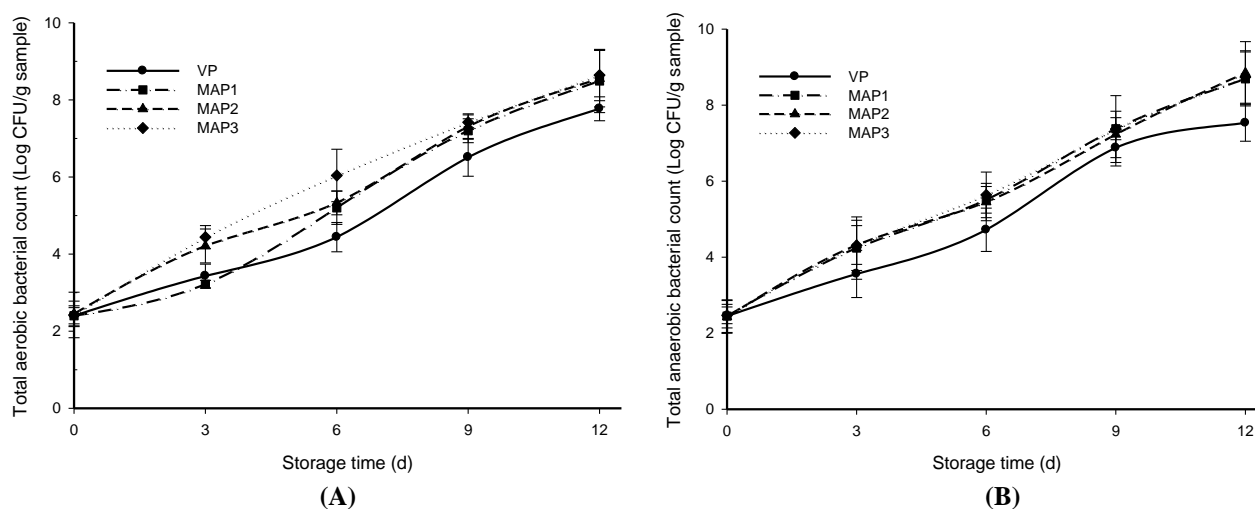 Total aerobic bacterial count (Log CFU/g sample)
10
8
6
4
2
0
VP
MAP1
MAP2
MAP3
0 3 6 9 12
Storage time (d)
(A)
Total anaerobic bacterial count (Log CFU/g sample)
10
8
6
4
2
0
VP
MAP1
MAP2
MAP3
0 3 6 9 12
Storage time (d)
(B)